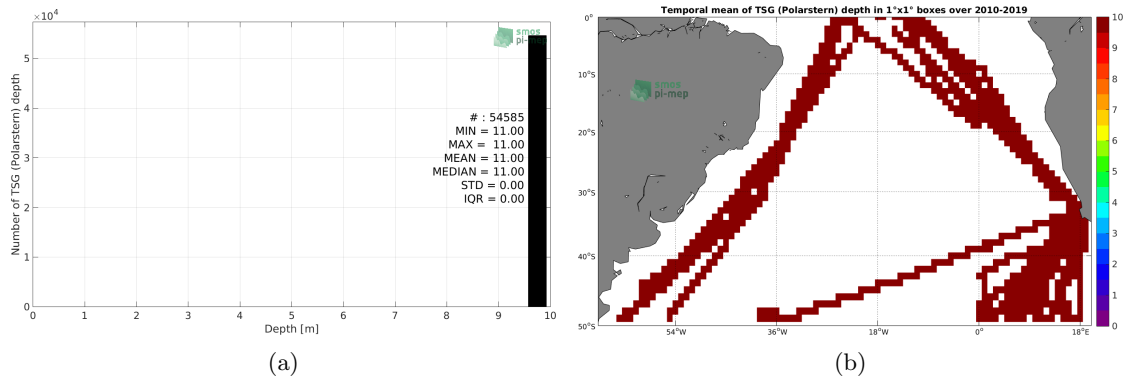 ×10⁴
smos
pi-mep
5
4
3
2
1
0
Number of TSG (Polarstern) depth
# : 54585
MIN = 11.00
MAX = 11.00
MEAN = 11.00
MEDIAN = 11.00
STD = 0.00
IQR = 0.00
0 1 2 3 4 5 6 7 8 9 10
Depth [m]
(a)
Temporal mean of TSG (Polarstern) depth in 1°x1° boxes over 2010-2019
smos
pi-mep
0°
10°S
20°S
30°S
40°S
50°S
54°W 36°W 18°W 0° 18°E
10
9
8
7
6
5
4
3
2
1
0
(b)